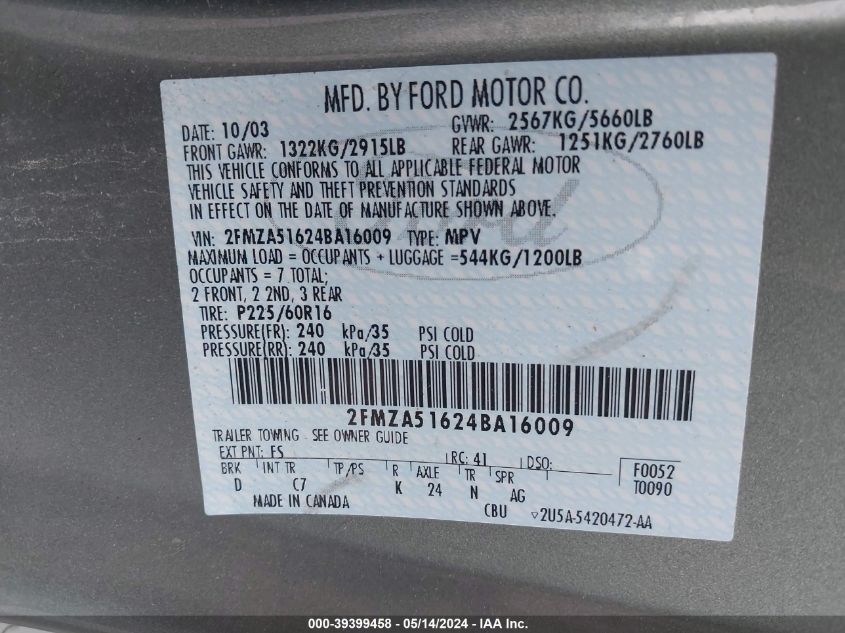 MFD. BY FORD MOTOR CO.
DATE: 10/03 GVWR: 2567KG/5660LB
FRONT GAWR: 1322KG/2915LB REAR GAWR: 1251KG/2760LB
THIS VEHICLE CONFORMS TO ALL APPLICABLE FEDERAL MOTOR
VEHICLE SAFETY AND THEFT PREVENTION STANDARDS
IN EFFECT ON THE DATE OF MANUFACTURE SHOWN ABOVE.
Ford
VIN: 2FMZA51624BA16009 TYPE: MPV
MAXIMUM LOAD = OCCUPANTS + LUGGAGE =544KG/1200LB
OCCUPANTS = 7 TOTAL;
2 FRONT, 2 2ND, 3 REAR
TIRE: P225/60R16
PRESSURE(FR): 240 kPa/35 PSI COLD
PRESSURE(RR): 240 kPa/35 PSI COLD
2FMZA51624BA16009
TRAILER TOWING - SEE OWNER GUIDE
EXT PNT: FS RC: 41 DSO: F0052
BRK INT TR TP/PS R AXLE TR SPR T0090
D C7 K 24 N AG
MADE IN CANADA CBU ▽2U5A-5420472-AA
000-39399458 - 05/14/2024 - IAA Inc.